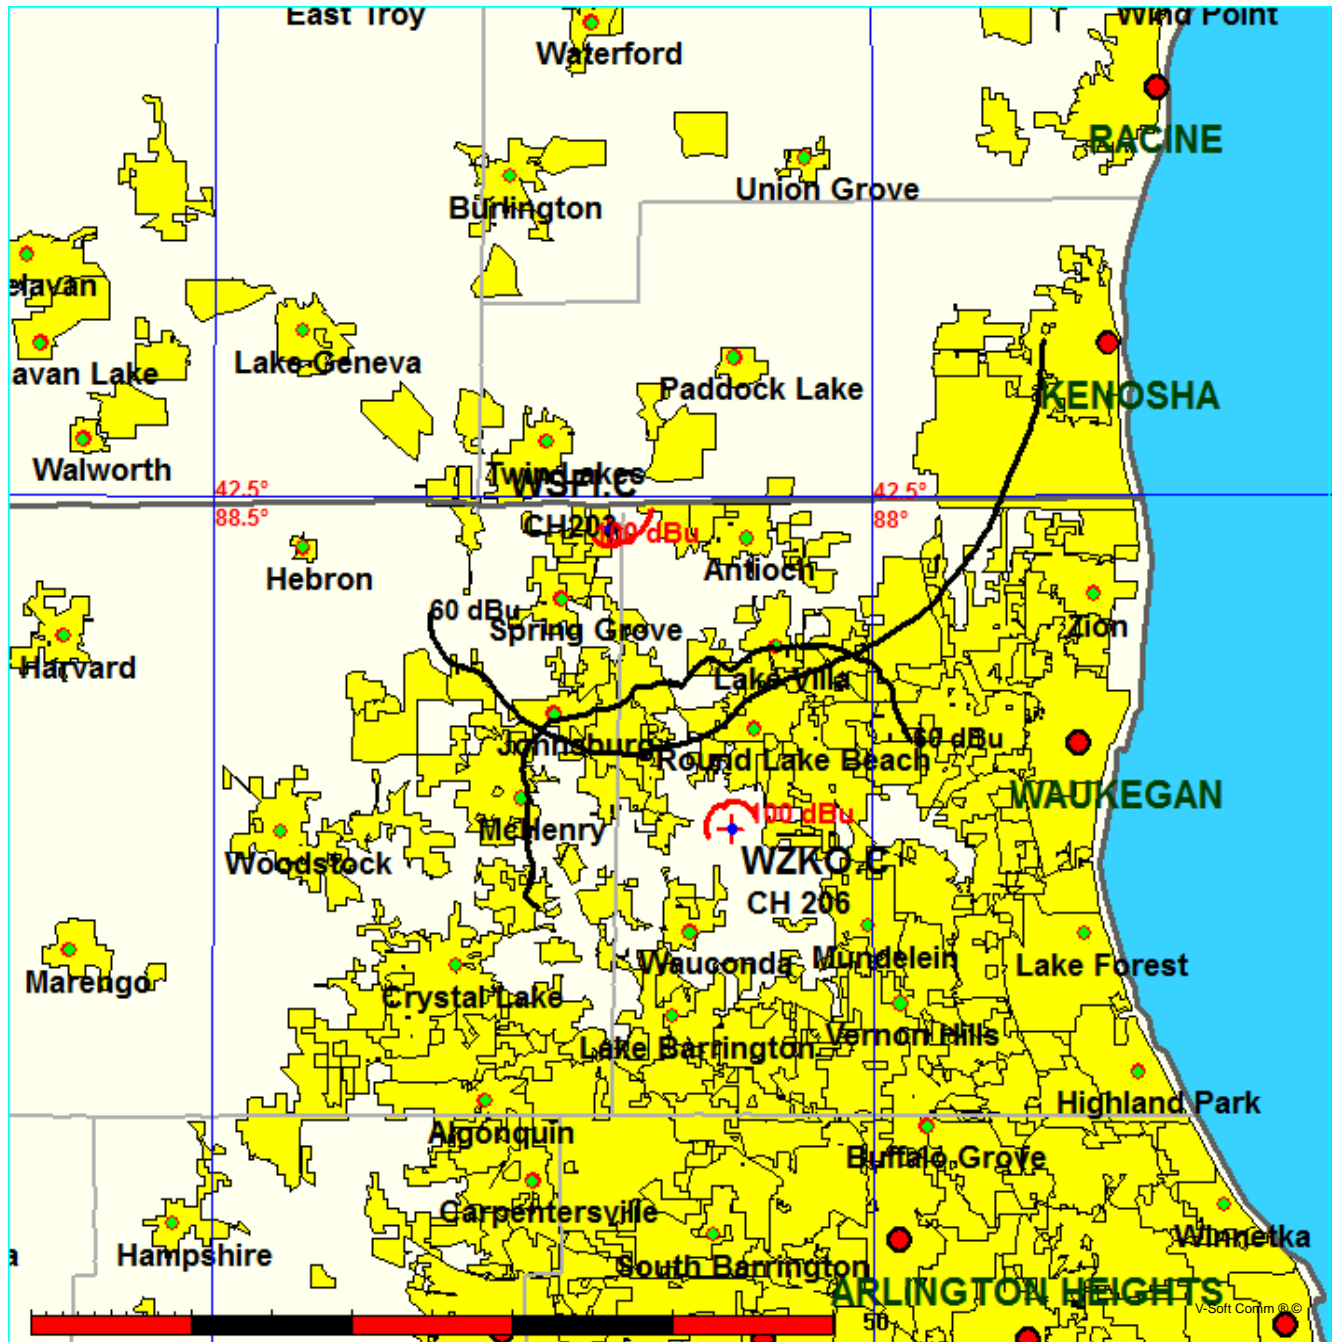 East Troy
Wind Point
Waterford
RACINE
Union Grove
Burlington
elavan
Lake Geneva
avan Lake
Paddock Lake
KENOSHA
Walworth
Twin Lakes
WSFI.C
42.5°
88.5°
42.5°
88°
CH202
100 dBu
Antioch
Hebron
60 dBu
Spring Grove
Zion
Harvard
Lake Villa
60 dBu
Johnsburg
Round Lake Beach
WAUKEGAN
100 dBu
McHenry
Woodstock
WZKO.C
CH 206
Wauconda
Mundelein
Lake Forest
Marengo
Crystal Lake
Vernon Hills
Lake Barrington
Highland Park
Algonquin
Buffalo Grove
Carpentersville
Winnetka
Hampshire
a
South Barrington
ARLINGTON HEIGHTS
V-Soft Comm ® ©
50